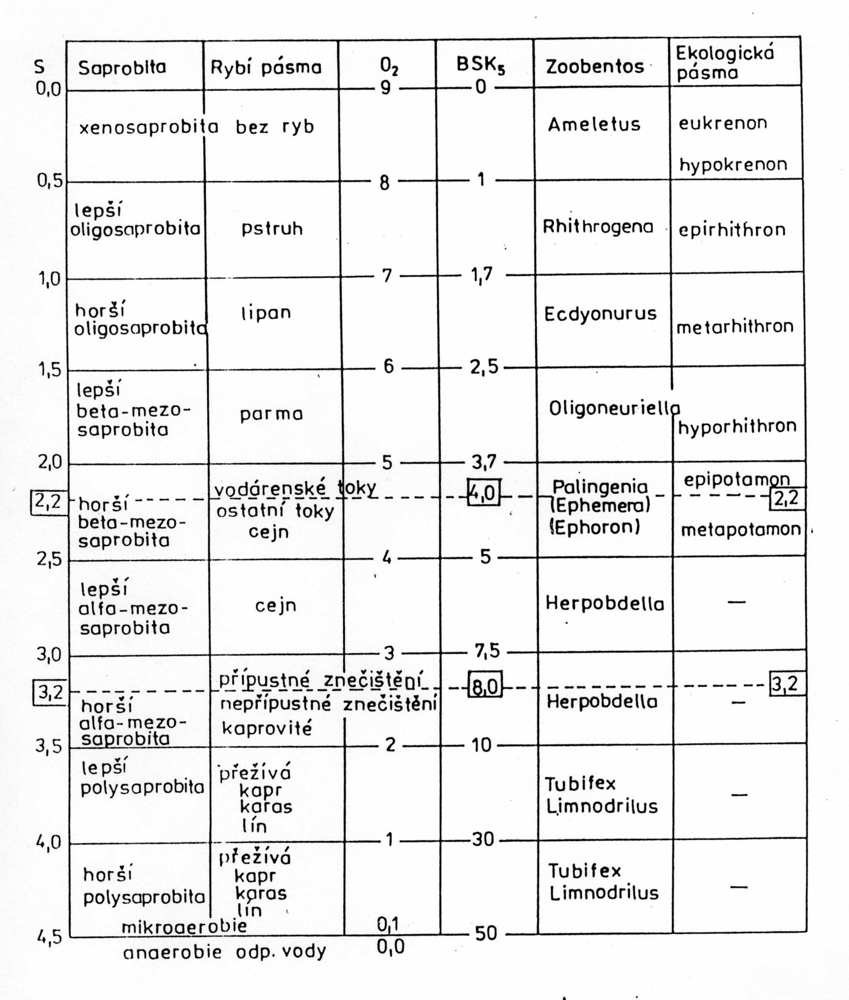 S Saprobita Rybí pásma O₂ BSK₅ Zoobentos Ekologická
pásma
0,0 9 0
xenosaprobita bez ryb Ameletus eukrenon
hypokrenon
0,5 8 1
lepší
oligosaprobita pstruh Rhithrogena epirhithron
1,0 7 1,7
horší lipan Ecdyonurus
oligosaprobita metarhithron
1,5 6 2,5
lepší
beta-mezo- parma Oligoneuriella
saprobita hyporhithron
2,0 5 3,7
vodárenské toky 4,0 Palingenia epipotamon
2,2 horší ostatní toky (Ephemera) 2,2
beta-mezo- cejn (Ephoron) metapotamon
saprobita
2,5 4 5
lepší
alfa-mezo- cejn Herpobdella —
saprobita
3,0 3 7,5
přípustné znečištění 8,0 3,2
3,2 horší nepřípustné znečištění Herpobdella —
alfa-mezo- kaprovité
saprobita
3,5 2 10
lepší přežívá Tubifex
polysaprobita kapr Limnodrilus —
karas
lín
4,0 1 30
přežívá
horší kapr Tubifex
polysaprobita karas Limnodrilus —
lín
mikroaerobie 0,1
4,5 50
anaerobie odp. vody 0,0